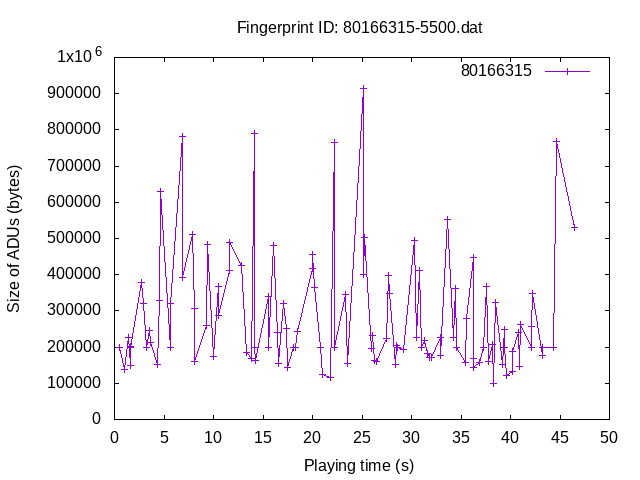 Fingerprint ID: 80166315-5500.dat
1x10^6
80166315
900000
800000
700000
600000
500000
400000
300000
200000
100000
0
Size of ADUs (bytes)
0 5 10 15 20 25 30 35 40 45 50
Playing time (s)